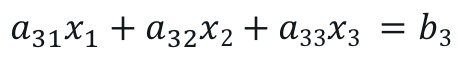 a₃₁x₁ + a₃₂x₂ + a₃₃x₃ = b₃